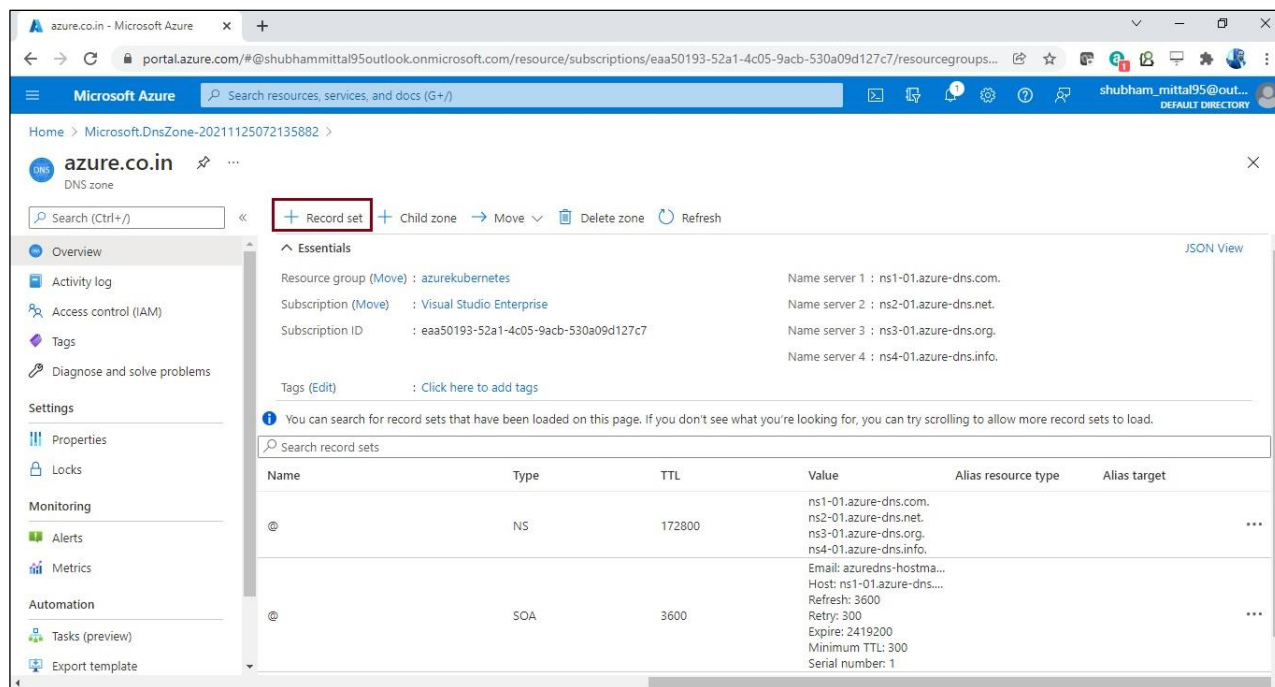 azure.co.in - Microsoft Azure
portal.azure.com/#@shubhammittal95outlook.onmicrosoft.com/resource/subscriptions/eaa50193-52a1-4c05-9acb-530a09d127c7/resourcegroups...
Microsoft Azure
Search resources, services, and docs (G+/)
1
shubham_mittal95@out...
DEFAULT DIRECTORY
Home > Microsoft.DnsZone-20211125072135882 >
DNS
azure.co.in ...
DNS zone
Search (Ctrl+/)
Overview
Activity log
Access control (IAM)
Tags
Diagnose and solve problems
Settings
Properties
Locks
Monitoring
Alerts
Metrics
Automation
Tasks (preview)
Export template
Record set Child zone Move Delete zone Refresh
Essentials JSON View
Resource group (Move) : azurekubernetes
Subscription (Move) : Visual Studio Enterprise
Subscription ID : eaa50193-52a1-4c05-9acb-530a09d127c7
Name server 1 : ns1-01.azure-dns.com.
Name server 2 : ns2-01.azure-dns.net.
Name server 3 : ns3-01.azure-dns.org.
Name server 4 : ns4-01.azure-dns.info.
Tags (Edit) : Click here to add tags
You can search for record sets that have been loaded on this page. If you don't see what you're looking for, you can try scrolling to allow more record sets to load.
Search record sets
Name Type TTL Value Alias resource type Alias target
@ NS 172800
ns1-01.azure-dns.com.
ns2-01.azure-dns.net.
ns3-01.azure-dns.org.
ns4-01.azure-dns.info.
...
@ SOA 3600
Email: azuredns-hostma...
Host: ns1-01.azure-dns....
Refresh: 3600
Retry: 300
Expire: 2419200
Minimum TTL: 300
Serial number: 1
...